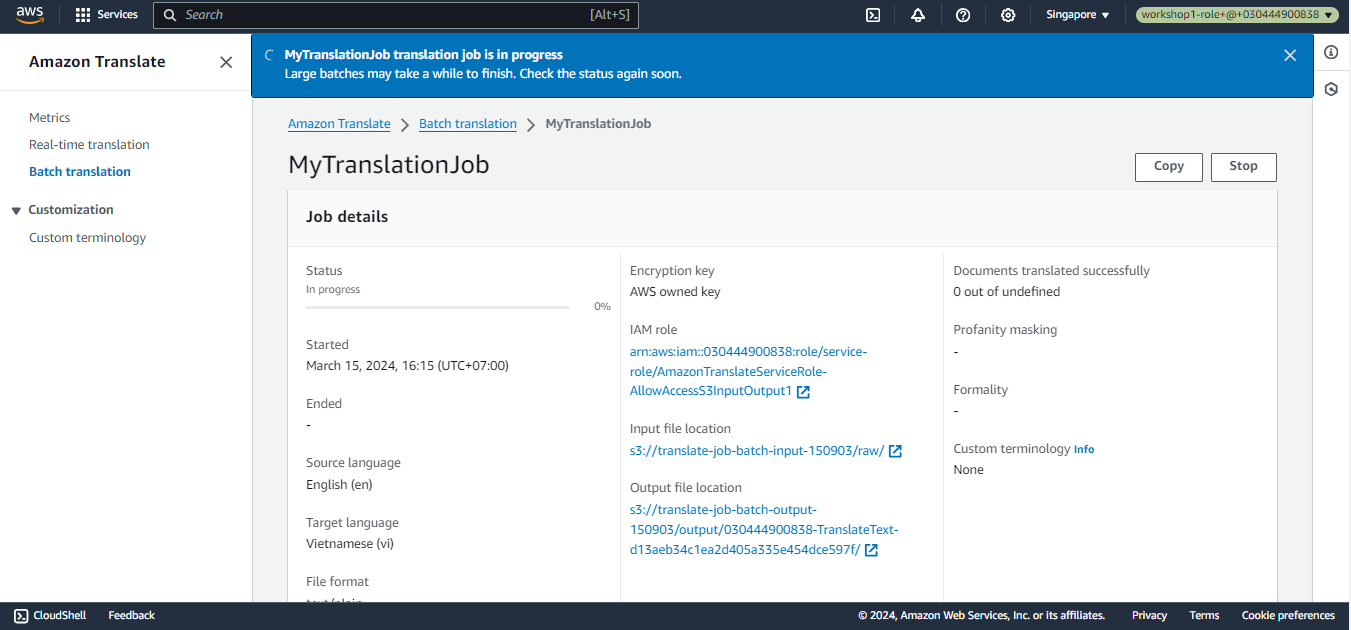 aws
Services
Search
[Alt+S]
Singapore
workshop1-role+@+030444900838
Amazon Translate
Metrics
Real-time translation
Batch translation
Customization
Custom terminology
MyTranslationJob translation job is in progress
Large batches may take a while to finish. Check the status again soon.
Amazon Translate
Batch translation
MyTranslationJob
MyTranslationJob
Copy
Stop
Job details
Status
In progress
0%
Started
March 15, 2024, 16:15 (UTC+07:00)
Ended
-
Source language
English (en)
Target language
Vietnamese (vi)
File format
text/plain
Encryption key
AWS owned key
IAM role
arn:aws:iam::030444900838:role/service-
role/AmazonTranslateServiceRole-
AllowAccessS3InputOutput1
Input file location
s3://translate-job-batch-input-150903/raw/
Output file location
s3://translate-job-batch-output-
150903/output/030444900838-TranslateText-
d13aeb34c1ea2d405a335e454dce597f/
Documents translated successfully
0 out of undefined
Profanity masking
-
Formality
-
Custom terminology Info
None
CloudShell
Feedback
© 2024, Amazon Web Services, Inc. or its affiliates.
Privacy
Terms
Cookie preferences